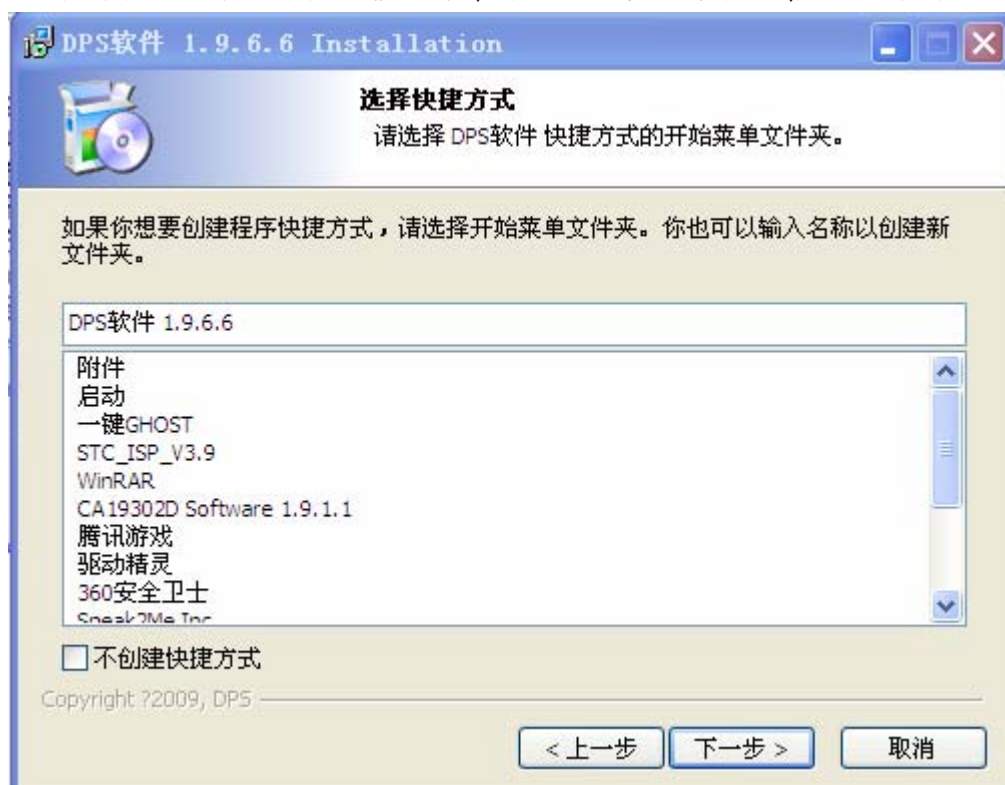 DPS软件 1.9.6.6 Installation
选择快捷方式
请选择 DPS软件 快捷方式的开始菜单文件夹。
如果你想要创建程序快捷方式，请选择开始菜单文件夹。你也可以输入名称以创建新
文件夹。
DPS软件 1.9.6.6
附件
启动
一键GHOST
STC_ISP_V3.9
WinRAR
CA19302D Software 1.9.1.1
腾讯游戏
驱动精灵
360安全卫士
Speak2Me Inc
不创建快捷方式
Copyright ?2009, DPS
< 上一步 下一步 > 取消